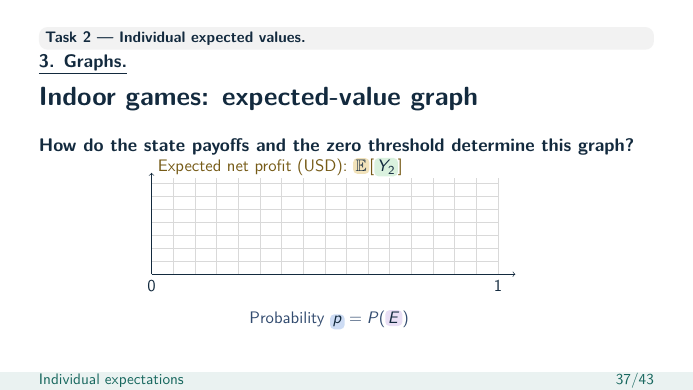 Task 2 — Individual expected values.
3. Graphs.
Indoor games: expected-value graph
How do the state payoffs and the zero threshold determine this graph?
Expected net profit (USD): 𝔼[Y₂]
0 1
Probability p = P(E)
Individual expectations 37/43